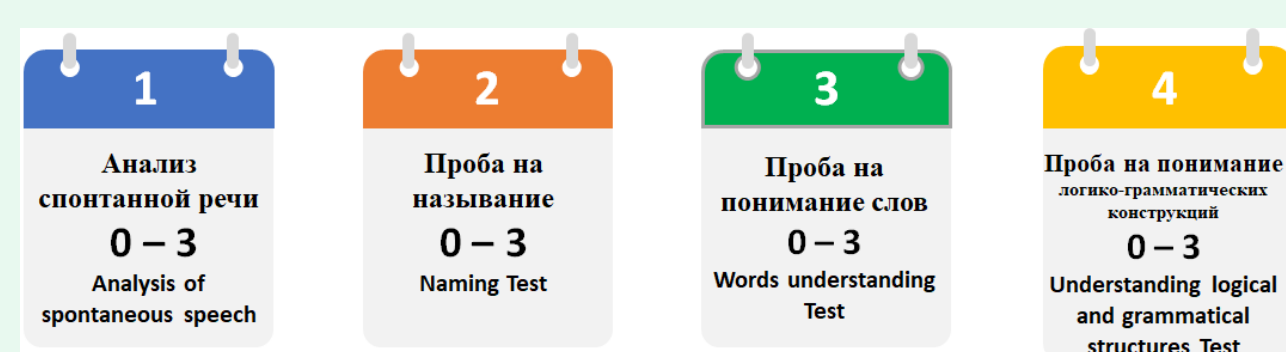 1
Анализ
спонтанной речи
0 – 3
Analysis of
spontaneous speech
2
Проба на
называние
0 – 3
Naming Test
3
Проба на
понимание слов
0 – 3
Words understanding
Test
4
Проба на понимание
логико-грамматических
конструкций
0 – 3
Understanding logical
and grammatical
structures Test